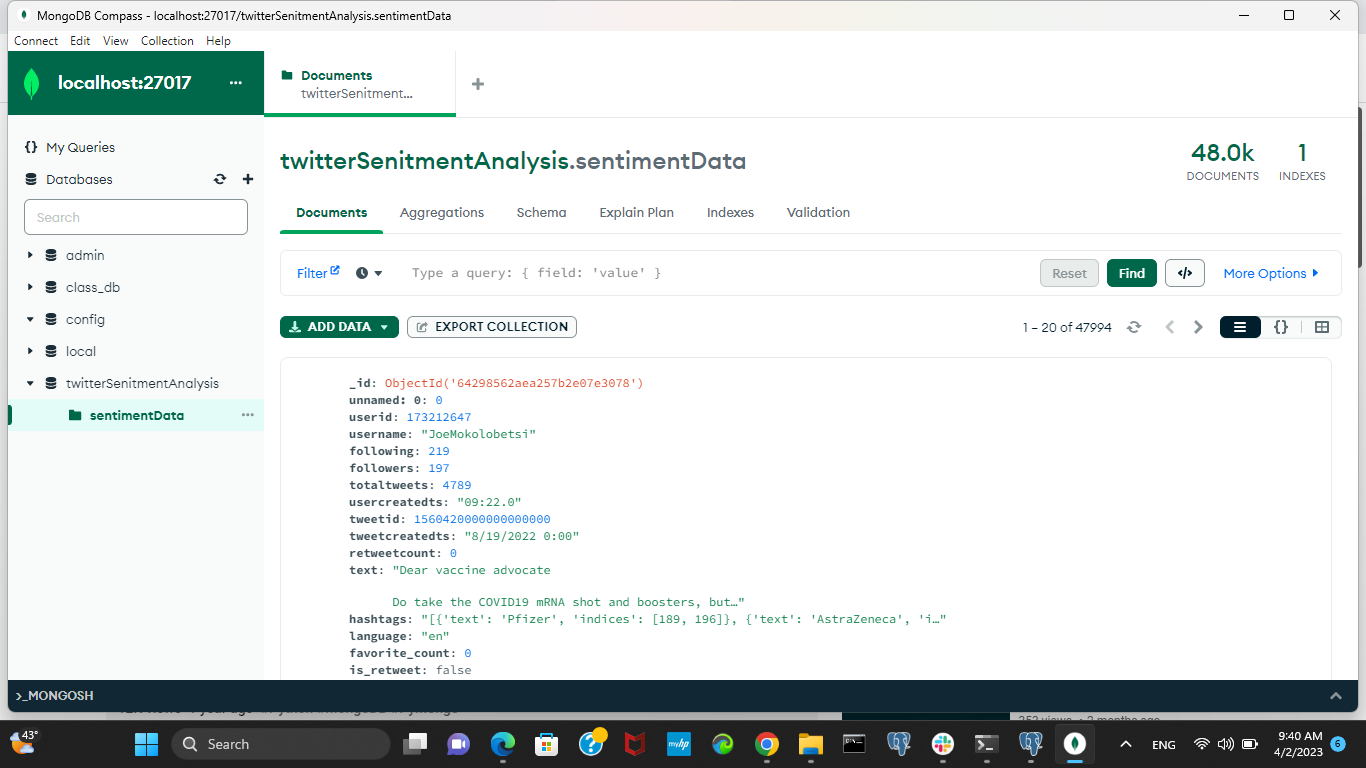 MongoDB Compass - localhost:27017/twitterSenitmentAnalysis.sentimentData
Connect Edit View Collection Help
localhost:27017 ...
Documents
twitterSenitment...
My Queries
Databases
Search
admin
class_db
config
local
twitterSenitmentAnalysis
sentimentData
twitterSenitmentAnalysis.sentimentData
48.0k
DOCUMENTS
1
INDEXES
Documents Aggregations Schema Explain Plan Indexes Validation
Filter Type a query: { field: 'value' } Reset Find </> More Options
ADD DATA EXPORT COLLECTION 1 – 20 of 47994 {}
_id: ObjectId('64298562aea257b2e07e3078')
unnamed: 0: 0
userid: 173212647
username: "JoeMokolobetsi"
following: 219
followers: 197
totaltweets: 4789
usercreatedts: "09:22.0"
tweetid: 1560420000000000000
tweetcreatedts: "8/19/2022 0:00"
retweetcount: 0
text: "Dear vaccine advocate
Do take the COVID19 mRNA shot and boosters, but…"
hashtags: "[{'text': 'Pfizer', 'indices': [189, 196]}, {'text': 'AstraZeneca', 'i…"
language: "en"
favorite_count: 0
is_retweet: false
>_MONGOSH
43°
Search
myhp
ENG
9:40 AM
4/2/2023
6